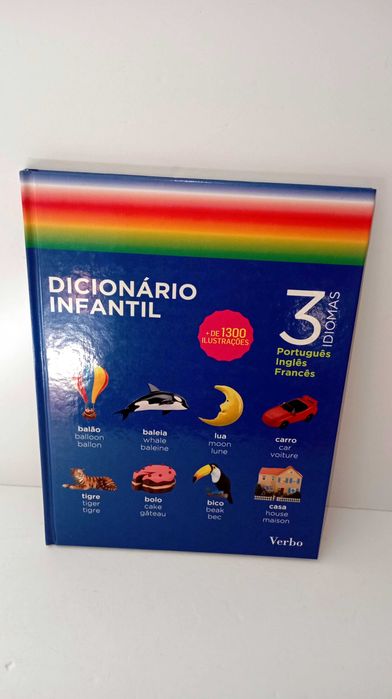 DICIONÁRIO
INFANTIL
+ DE 1300
ILUSTRAÇÕES
3
IDIOMAS
Português
Inglês
Francês
balão
balloon
ballon
baleia
whale
baleine
lua
moon
lune
carro
car
voiture
tigre
tiger
tigre
bolo
cake
gâteau
bico
beak
bec
casa
house
maison
Verbo